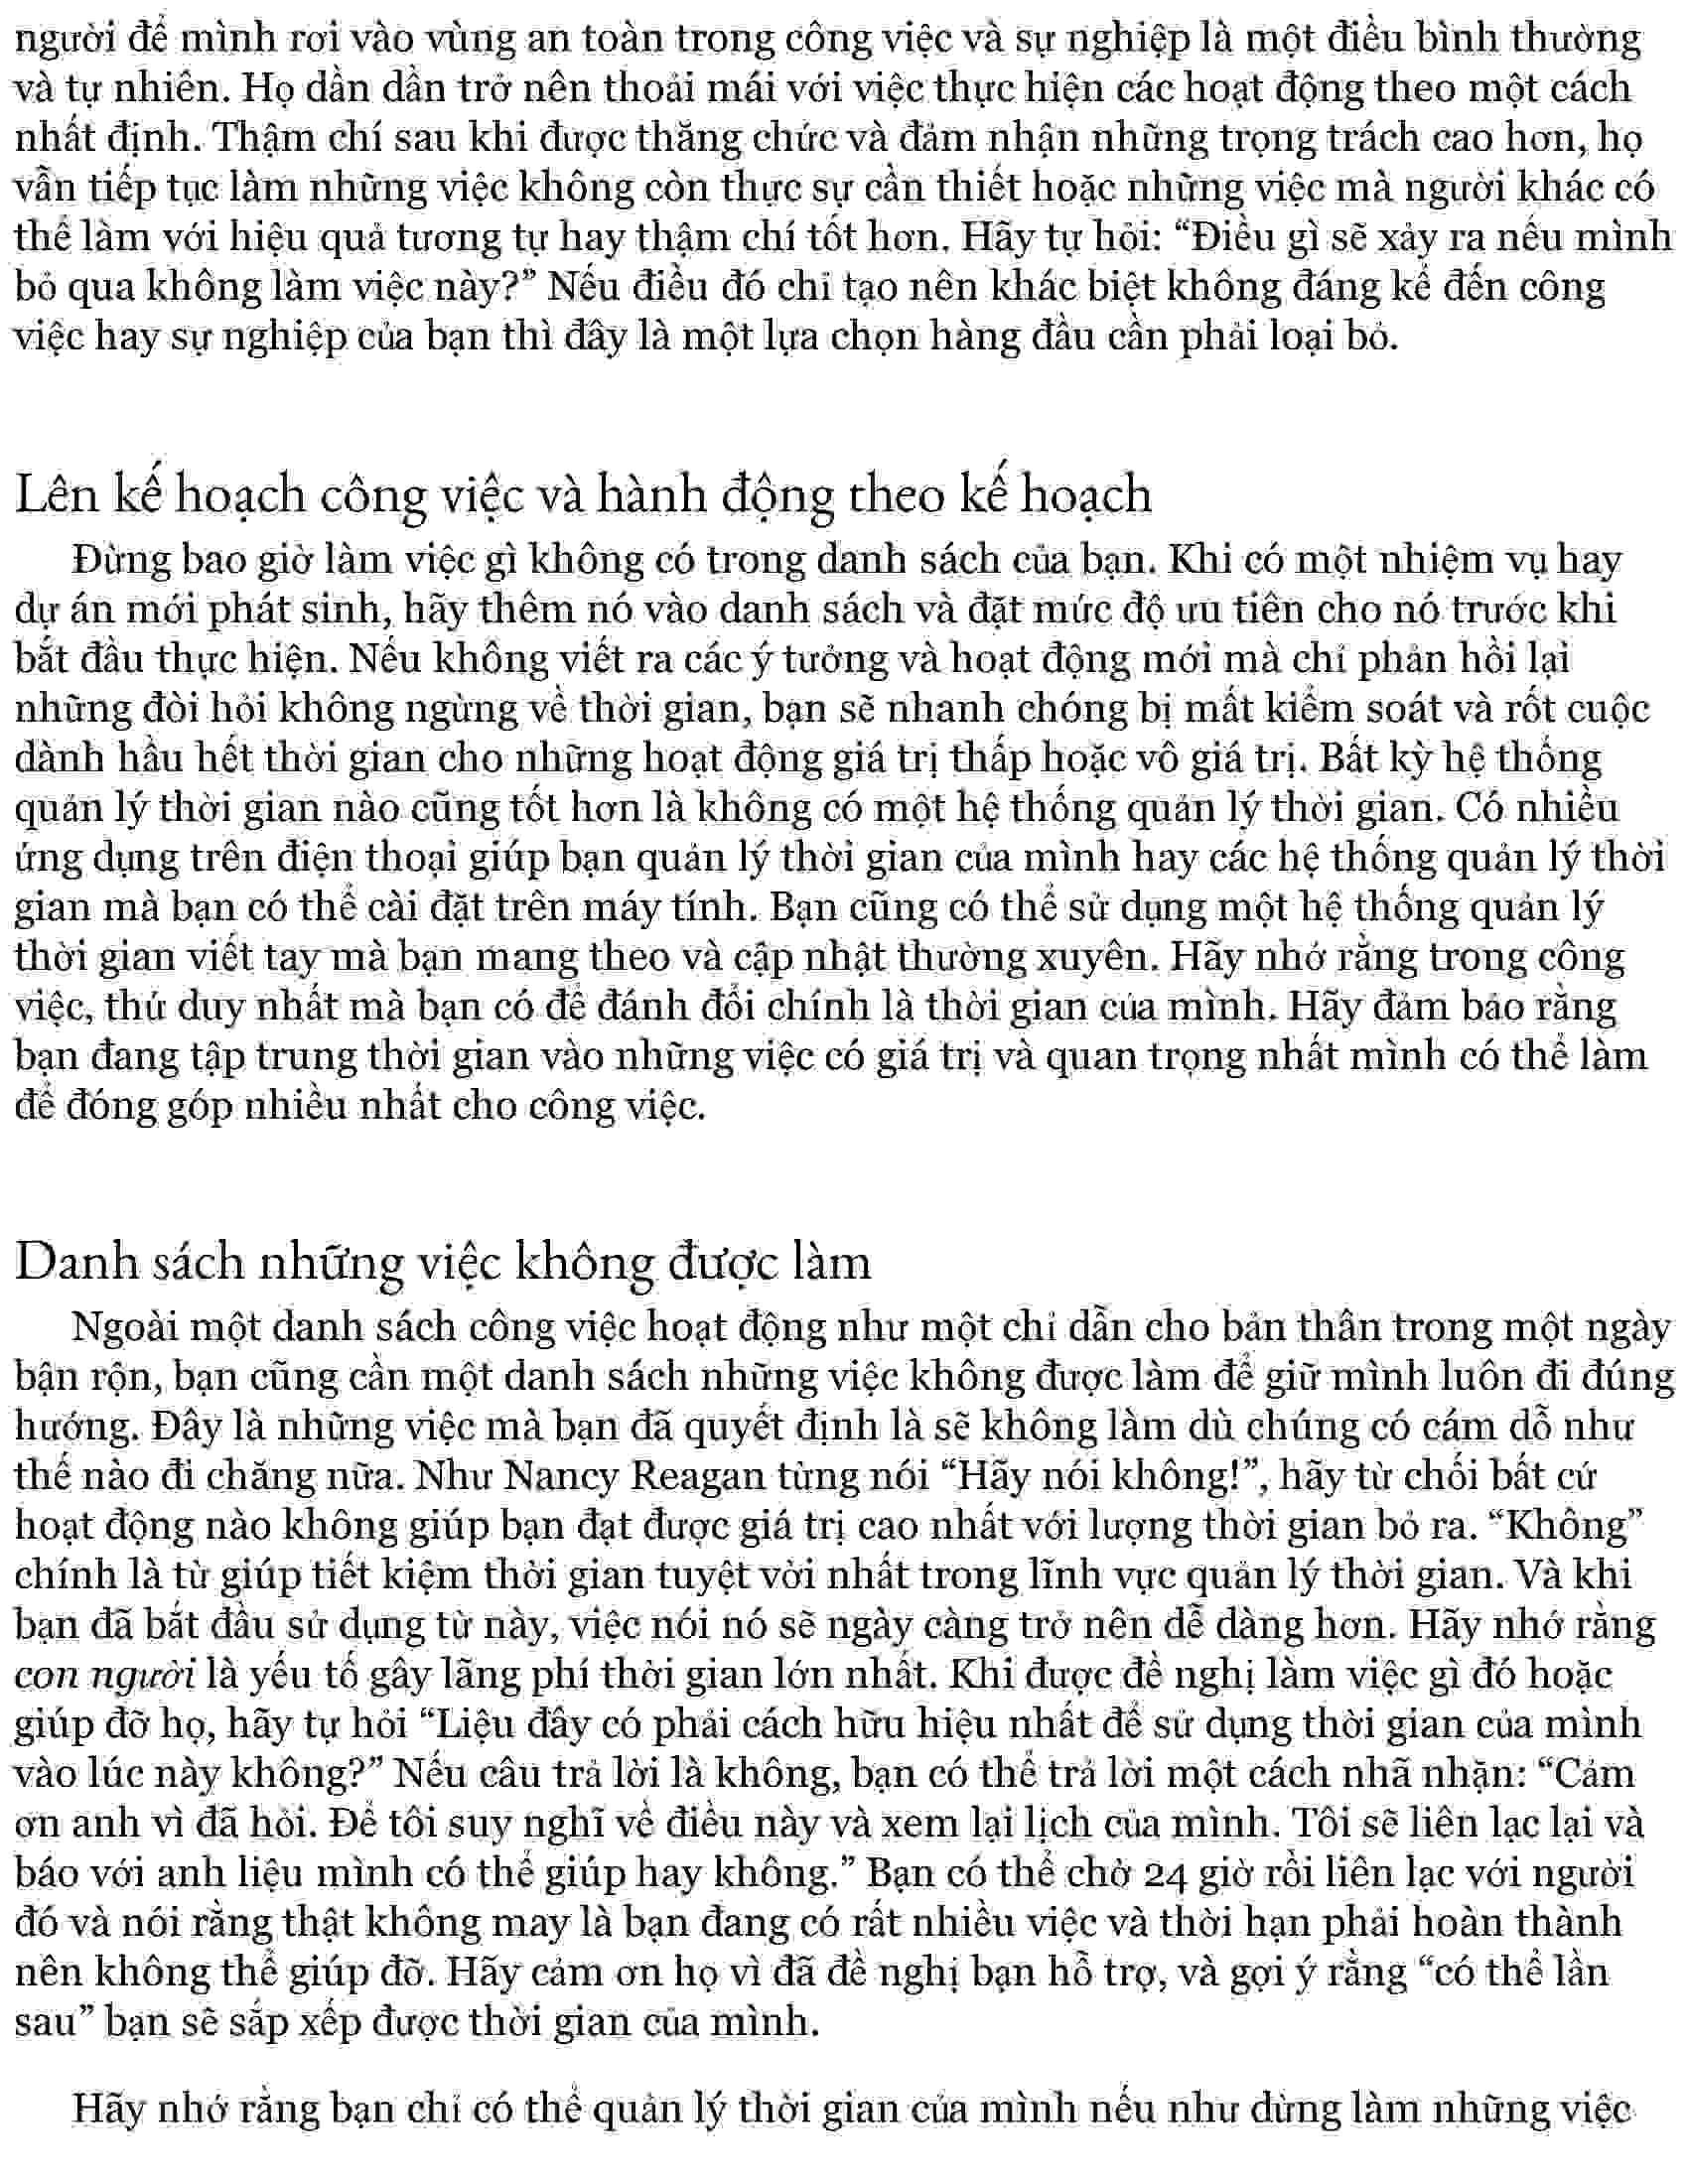 người để mình rơi vào vùng an toàn trong công việc và sự nghiệp là một điều bình thường
và tự nhiên. Họ dần dần trở nên thoải mái với việc thực hiện các hoạt động theo một cách
nhất định. Thậm chí sau khi được thăng chức và đảm nhận những trọng trách cao hơn, họ
vẫn tiếp tục làm những việc không còn thực sự cần thiết hoặc những việc mà người khác có
thể làm với hiệu quả tương tự hay thậm chí tốt hơn. Hãy tự hỏi: “Điều gì sẽ xảy ra nếu mình
bỏ qua không làm việc này?” Nếu điều đó chỉ tạo nên khác biệt không đáng kể đến công
việc hay sự nghiệp của bạn thì đây là một lựa chọn hàng đầu cần phải loại bỏ.
Lên kế hoạch công việc và hành động theo kế hoạch
Đừng bao giờ làm việc gì không có trong danh sách của bạn. Khi có một nhiệm vụ hay
dự án mới phát sinh, hãy thêm nó vào danh sách và đặt mức độ ưu tiên cho nó trước khi
bắt đầu thực hiện. Nếu không viết ra các ý tưởng và hoạt động mới mà chỉ phản hồi lại
những đòi hỏi không ngừng về thời gian, bạn sẽ nhanh chóng bị mất kiểm soát và rốt cuộc
dành hầu hết thời gian cho những hoạt động giá trị thấp hoặc vô giá trị. Bất kỳ hệ thống
quản lý thời gian nào cũng tốt hơn là không có một hệ thống quản lý thời gian. Có nhiều
ứng dụng trên điện thoại giúp bạn quản lý thời gian của mình hay các hệ thống quản lý thời
gian mà bạn có thể cài đặt trên máy tính. Bạn cũng có thể sử dụng một hệ thống quản lý
thời gian viết tay mà bạn mang theo và cập nhật thường xuyên. Hãy nhớ rằng trong công
việc, thứ duy nhất mà bạn có để đánh đổi chính là thời gian của mình. Hãy đảm bảo rằng
bạn đang tập trung thời gian vào những việc có giá trị và quan trọng nhất mình có thể làm
để đóng góp nhiều nhất cho công việc.
Danh sách những việc không được làm
Ngoài một danh sách công việc hoạt động như một chỉ dẫn cho bản thân trong một ngày
bận rộn, bạn cũng cần một danh sách những việc không được làm để giữ mình luôn đi đúng
hướng. Đây là những việc mà bạn đã quyết định là sẽ không làm dù chúng có cám dỗ như
thế nào đi chăng nữa. Như Nancy Reagan từng nói “Hãy nói không!”, hãy từ chối bất cứ
hoạt động nào không giúp bạn đạt được giá trị cao nhất với lượng thời gian bỏ ra. “Không”
chính là từ giúp tiết kiệm thời gian tuyệt vời nhất trong lĩnh vực quản lý thời gian. Và khi
bạn đã bắt đầu sử dụng từ này, việc nói nó sẽ ngày càng trở nên dễ dàng hơn. Hãy nhớ rằng
con người là yếu tố gây lãng phí thời gian lớn nhất. Khi được đề nghị làm việc gì đó hoặc
giúp đỡ họ, hãy tự hỏi “Liệu đây có phải cách hữu hiệu nhất để sử dụng thời gian của mình
vào lúc này không?” Nếu câu trả lời là không, bạn có thể trả lời một cách nhã nhặn: “Cảm
ơn anh vì đã hỏi. Để tôi suy nghĩ về điều này và xem lại lịch của mình. Tôi sẽ liên lạc lại và
báo với anh liệu mình có thể giúp hay không.” Bạn có thể chờ 24 giờ rồi liên lạc với người
đó và nói rằng thật không may là bạn đang có rất nhiều việc và thời hạn phải hoàn thành
nên không thể giúp đỡ. Hãy cảm ơn họ vì đã đề nghị bạn hỗ trợ, và gợi ý rằng “có thể lần
sau” bạn sẽ sắp xếp được thời gian của mình.
Hãy nhớ rằng bạn chỉ có thể quản lý thời gian của mình nếu như dừng làm những việc